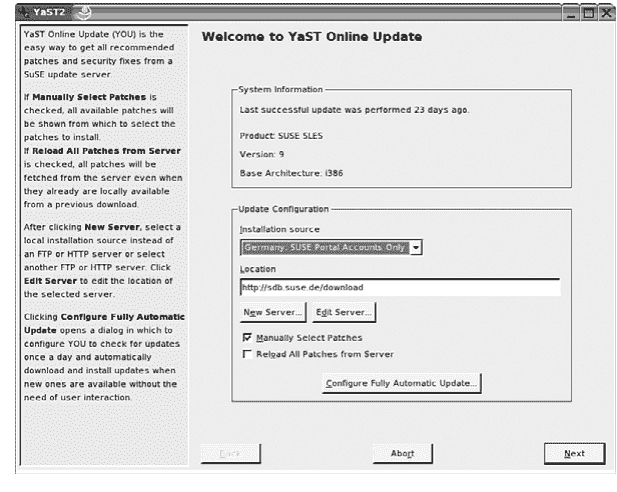 YaST2
YaST Online Update (YOU) is the
easy way to get all recommended
patches and security fixes from a
SuSE update server.
If Manually Select Patches is
checked, all available patches will
be shown from which to select the
patches to install.
If Reload All Patches from Server
is checked, all patches will be
fetched from the server even when
they already are locally available
from a previous download.
After clicking New Server, select a
local installation source instead of
an FTP or HTTP server or select
another FTP or HTTP server. Click
Edit Server to edit the location of
the selected server.
Clicking Configure Fully Automatic
Update opens a dialog in which to
configure YOU to check for updates
once a day and automatically
download and install updates when
new ones are available without the
need of user interaction.
Welcome to YaST Online Update
System Information
Last successful update was performed 23 days ago.
Product: SUSE SLES
Version: 9
Base Architecture: i386
Update Configuration
Installation source
Germany: SUSE Portal Accounts Only
Location
http://sdb.suse.de/download
New Server...
Edit Server...
Manually Select Patches
Reload All Patches from Server
Configure Fully Automatic Update...
Back
Abort
Next